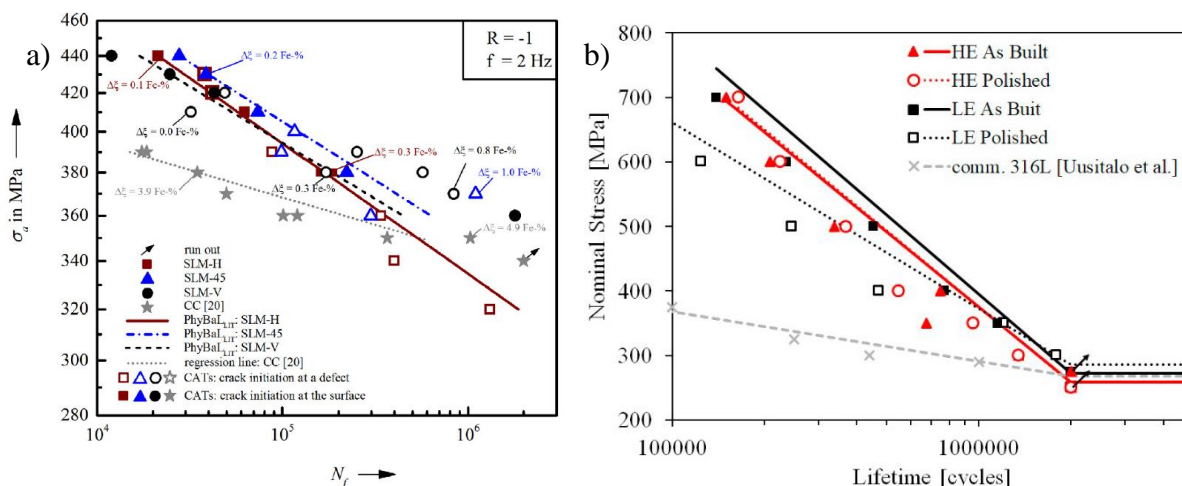 a)
460
440
420
400
380
360
340
320
300
280
σa in MPa
10^4
10^5
10^6
Nf
R = -1
f = 2 Hz
Δξ = 0.2 Fe-%
Δξ = 0.1 Fe-%
Δξ = 0.0 Fe-%
Δξ = 0.3 Fe-%
Δξ = 0.8 Fe-%
Δξ = 3.9 Fe-%
Δξ = 0.3 Fe-%
Δξ = 1.0 Fe-%
Δξ = 4.9 Fe-%
run out
SLM-H
SLM-45
SLM-V
CC [20]
PhyBaLLIT: SLM-H
PhyBaLLIT: SLM-45
PhyBaLLIT: SLM-V
regression line: CC [20]
CATs: crack initiation at a defect
CATs: crack initiation at the surface
b)
800
700
600
500
400
300
200
Nominal Stress [MPa]
100000
1000000
Lifetime [cycles]
HE As Built
HE Polished
LE As Buit
LE Polished
comm. 316L [Uusitalo et al.]